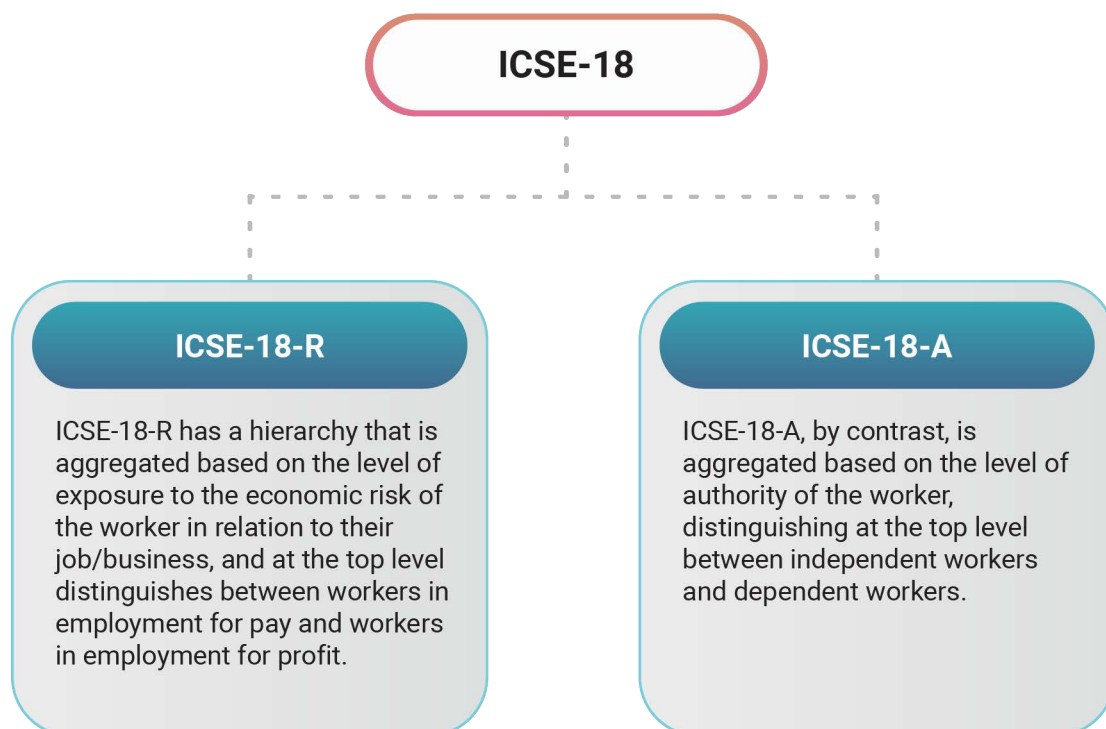 ICSE-18
ICSE-18-R
ICSE-18-R has a hierarchy that is
aggregated based on the level of
exposure to the economic risk of
the worker in relation to their
job/business, and at the top level
distinguishes between workers in
employment for pay and workers
in employment for profit.
ICSE-18-A
ICSE-18-A, by contrast, is
aggregated based on the level of
authority of the worker,
distinguishing at the top level
between independent workers
and dependent workers.